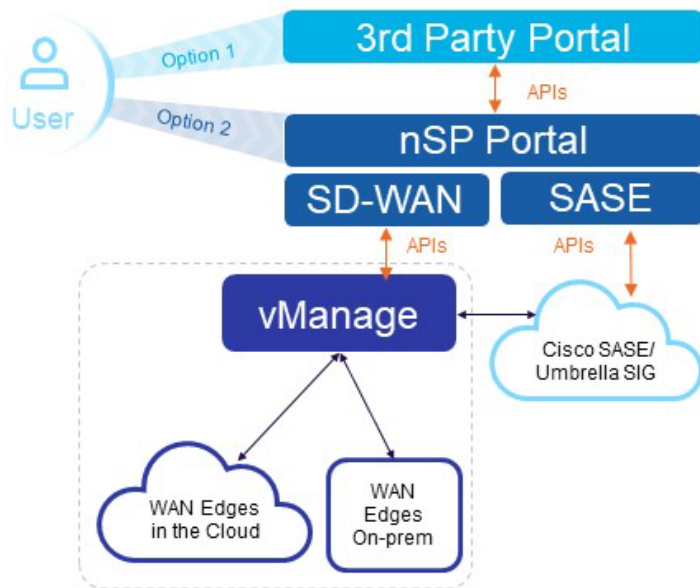 Option 1
3rd Party Portal
User
APIs
Option 2
nSP Portal
SD-WAN
SASE
APIs
APIs
vManage
Cisco SASE/
Umbrella SIG
WAN Edges
in the Cloud
WAN
Edges
On-prem